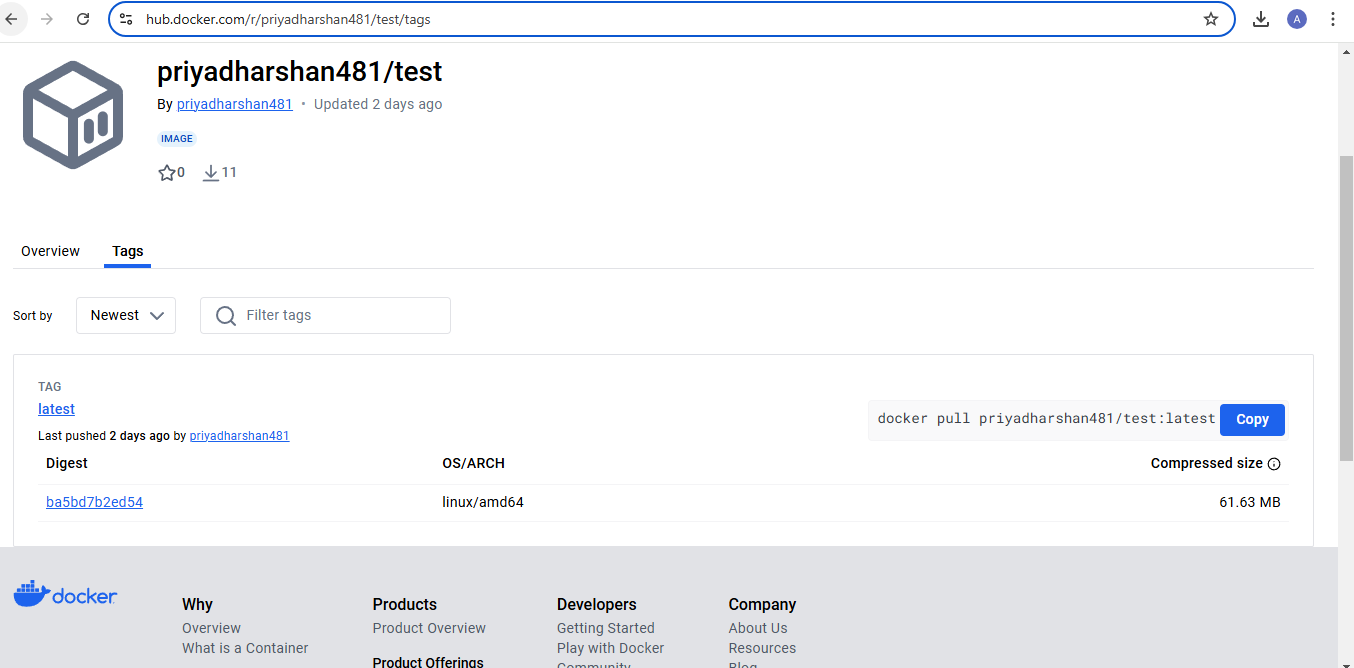 hub.docker.com/r/priyadharshan481/test/tags
A
priyadharshan481/test
By priyadharshan481 • Updated 2 days ago
IMAGE
0 11
Overview Tags
Sort by Newest Filter tags
TAG
latest
docker pull priyadharshan481/test:latest Copy
Last pushed 2 days ago by priyadharshan481
Digest OS/ARCH Compressed size
ba5bd7b2ed54 linux/amd64 61.63 MB
docker
Why Products Developers Company
Overview Product Overview Getting Started About Us
What is a Container Play with Docker Resources
Product Offerings Community Blog